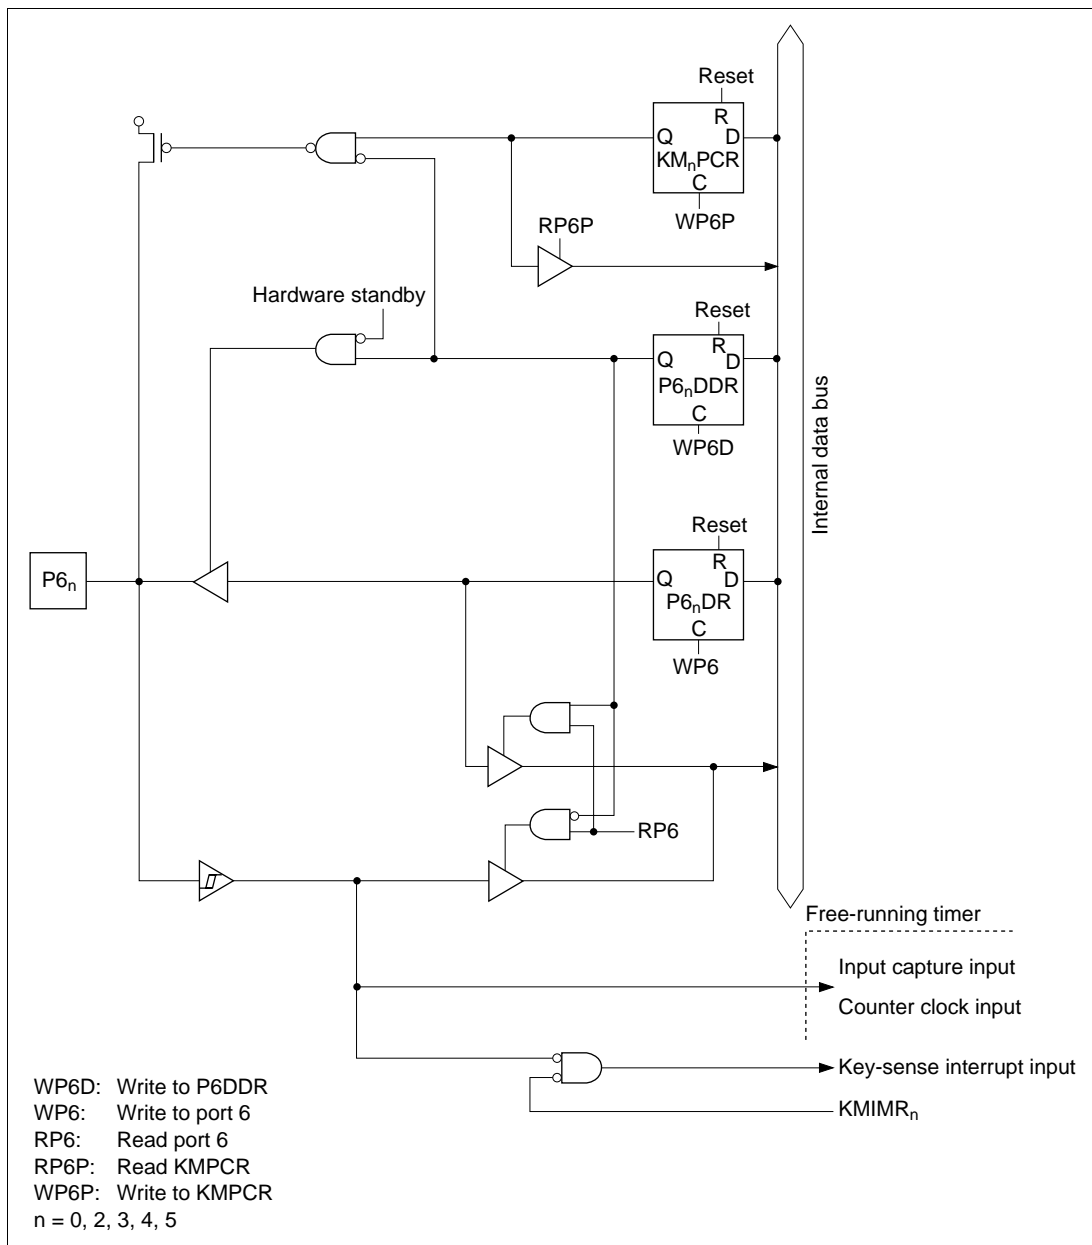 Reset
R
Q D
KMnPCR
C
WP6P
RP6P
Hardware standby
Reset
R
Q D
P6nDDR
C
WP6D
Internal data bus
Reset
R
Q D
P6nDR
C
WP6
P6n
RP6
Free-running timer
Input capture input
Counter clock input
Key-sense interrupt input
KMIMRn
WP6D: Write to P6DDR
WP6: Write to port 6
RP6: Read port 6
RP6P: Read KMPCR
WP6P: Write to KMPCR
n = 0, 2, 3, 4, 5